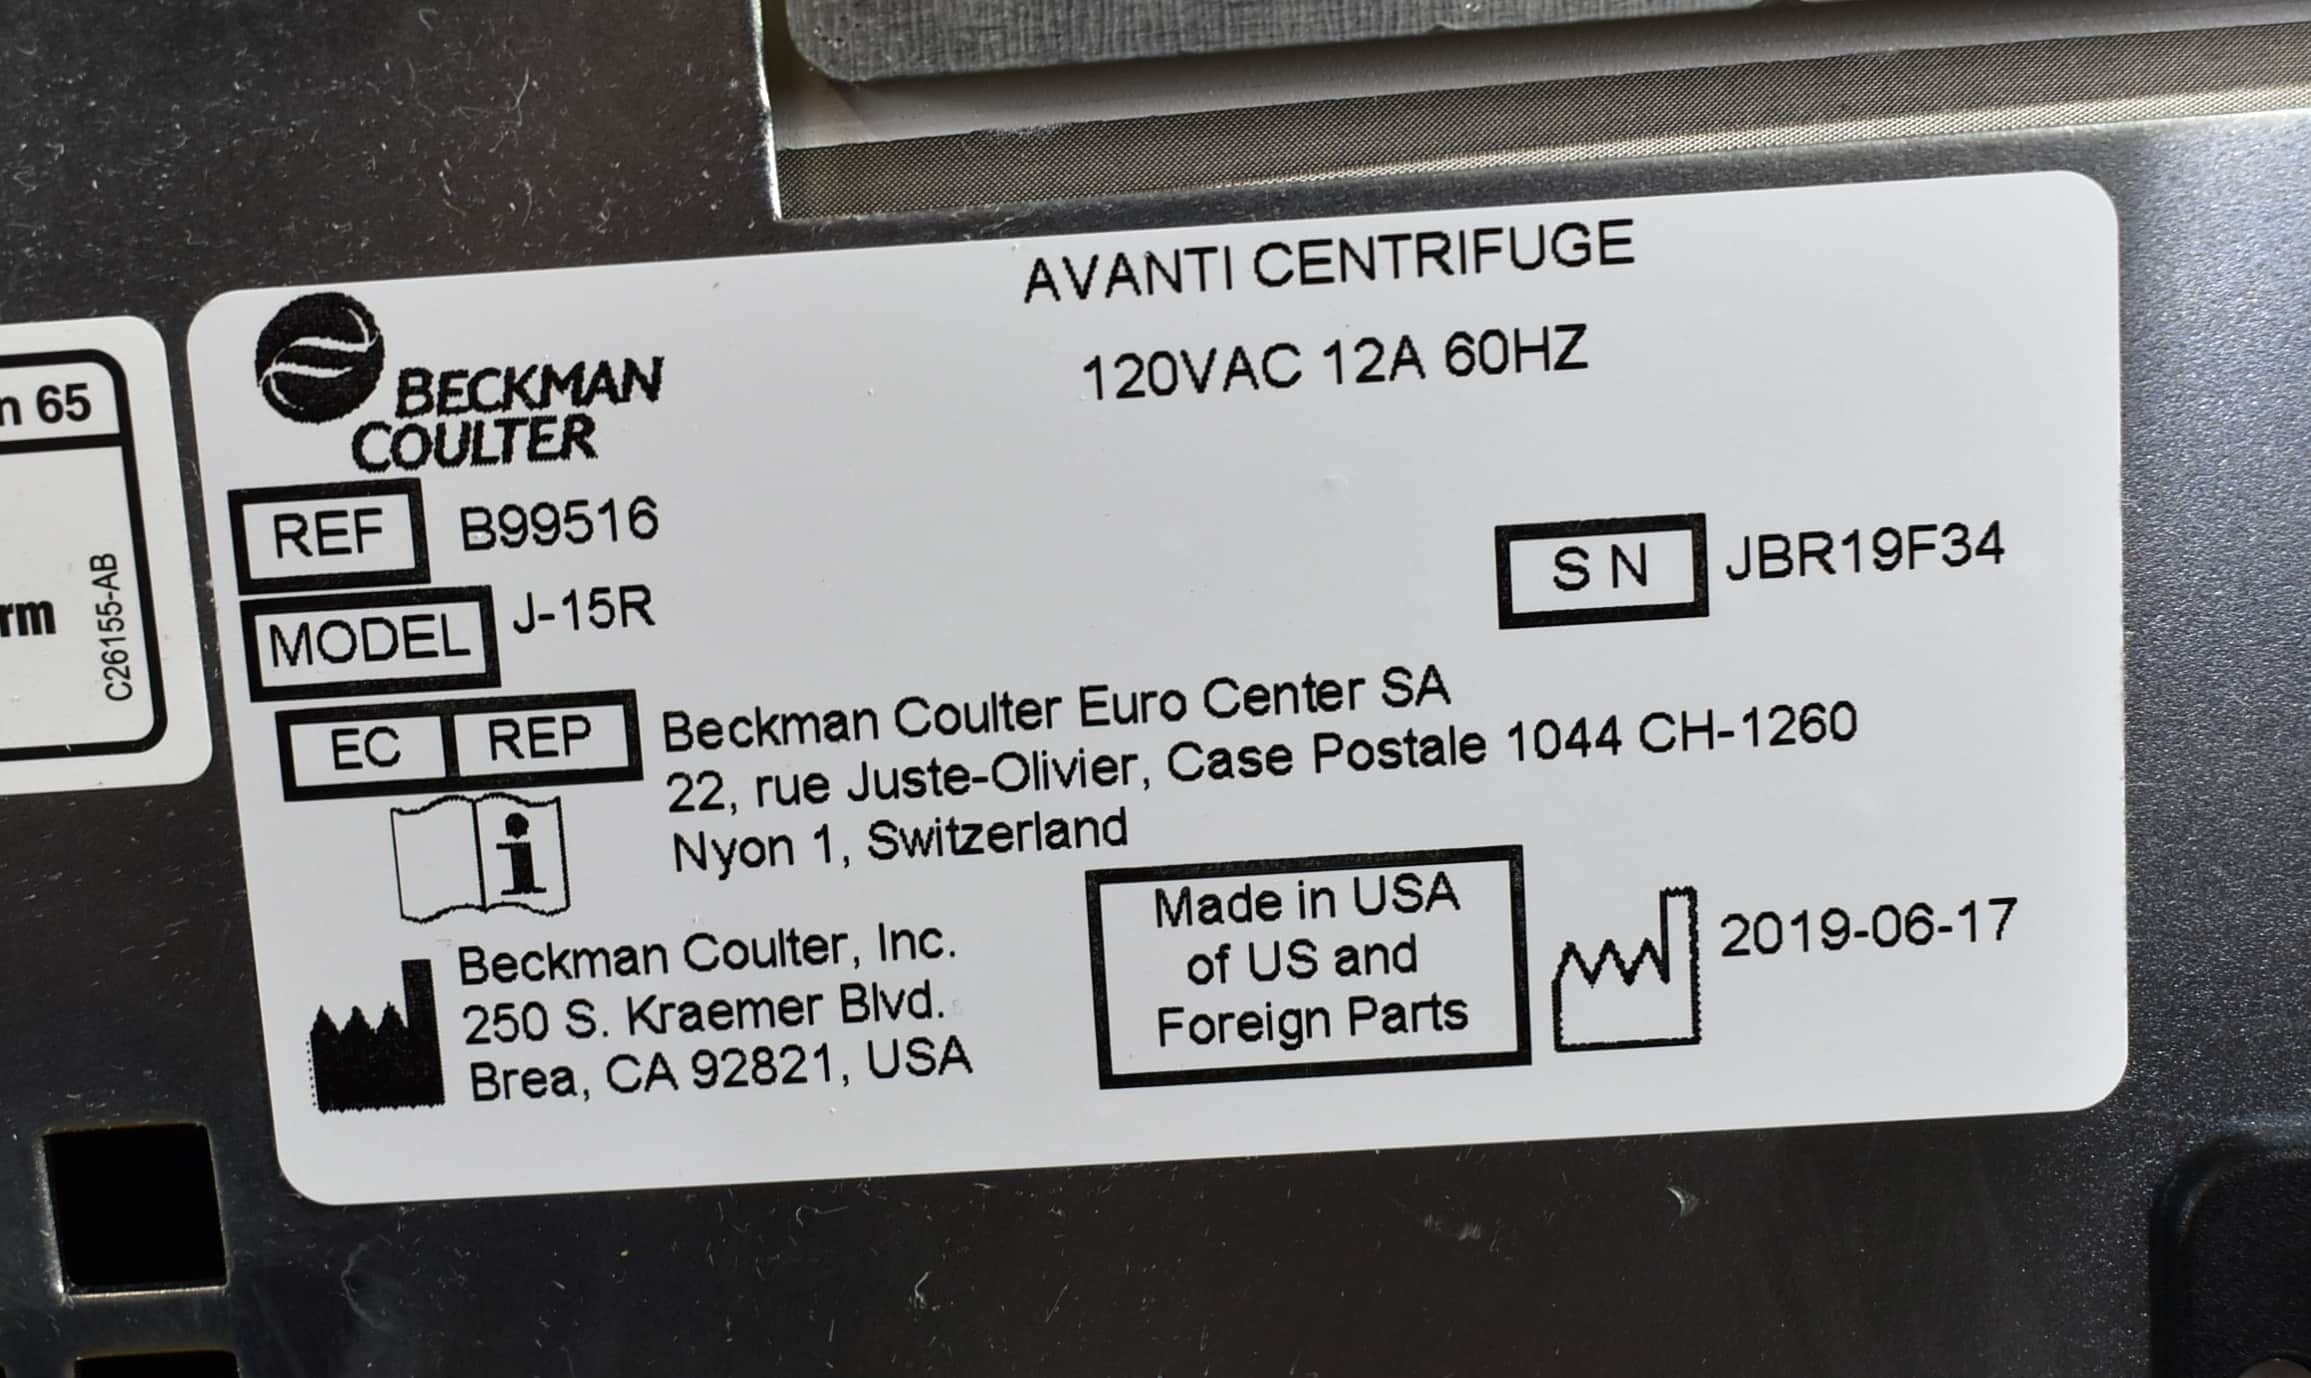 n 65
rm
C26155-AB
AVANTI CENTRIFUGE
120VAC 12A 60HZ
BECKMAN
COULTER
REF B99516
S N JBR19F34
MODEL J-15R
EC REP Beckman Coulter Euro Center SA
22, rue Juste-Olivier, Case Postale 1044 CH-1260
Nyon 1, Switzerland
i
Beckman Coulter, Inc.
250 S. Kraemer Blvd.
Brea, CA 92821, USA
Made in USA
of US and
Foreign Parts
2019-06-17